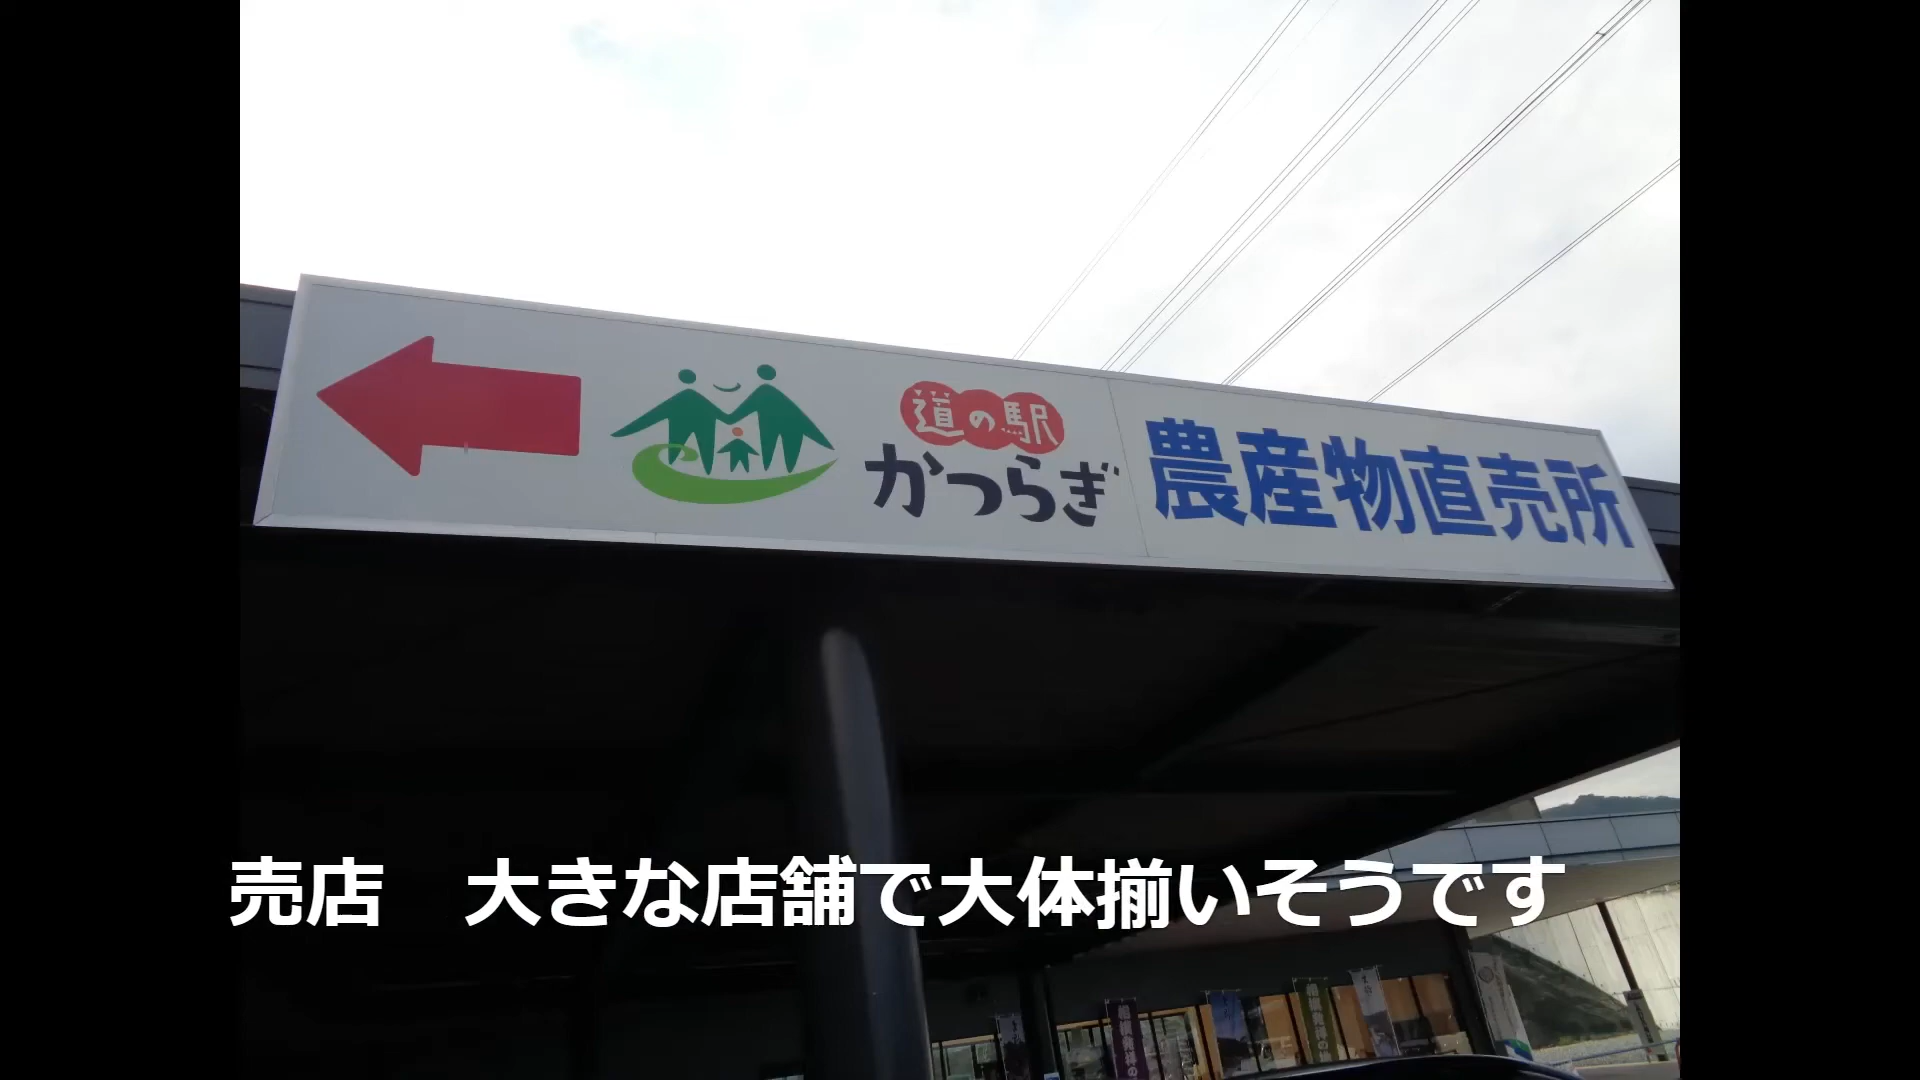 道の駅
かつらぎ
農産物直売所
売店　大きな店舗で大体揃いそうです